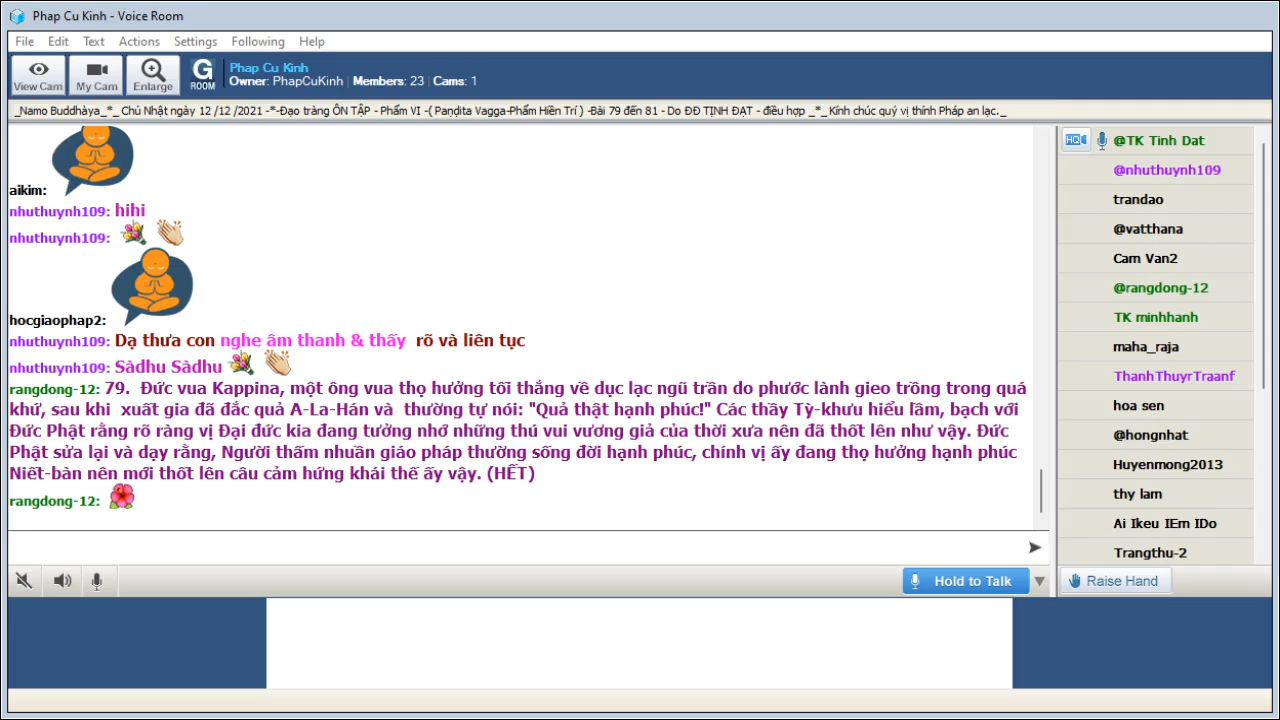 Phap Cu Kinh - Voice Room
File Edit Text Actions Settings Following Help
View Cam My Cam Enlarge G ROOM
Phap Cu Kinh
Owner: PhapCuKinh | Members: 23 | Cams: 1
_Namo Buddhàya_*_ Chủ Nhật ngày 12 /12 /2021 -*-Đạo tràng ÔN TẬP - Phẩm VI -( Paṇḍita Vagga-Phẩm Hiền Trí ) -Bài 79 đến 81 - Do ĐĐ TỊNH ĐẠT - điều hợp _*_ Kính chúc quý vị thính Pháp an lạc._
aikim:
nhuthuynh109: hihi
nhuthuynh109:
hocgiaophap2:
nhuthuynh109: Dạ thưa con nghe âm thanh & thấy rõ và liên tục
nhuthuynh109: Sàdhu Sàdhu
rangdong-12: 79. Đức vua Kappina, một ông vua thọ hưởng tối thắng về dục lạc ngũ trần do phước lành gieo trồng trong quá
khứ, sau khi xuất gia đã đắc quả A-La-Hán và thường tự nói: "Quả thật hạnh phúc!" Các thầy Tỳ-khưu hiểu lầm, bạch với
Đức Phật rằng rõ ràng vị Đại đức kia đang tưởng nhớ những thú vui vương giả của thời xưa nên đã thốt lên như vậy. Đức
Phật sửa lại và dạy rằng, Người thấm nhuần giáo pháp thường sống đời hạnh phúc, chính vị ấy đang thọ hưởng hạnh phúc
Niết-bàn nên mới thốt lên câu cảm hứng khái thế ấy vậy. (HẾT)
rangdong-12:
HQ
@TK Tinh Dat
@nhuthuynh109
trandao
@vatthana
Cam Van2
@rangdong-12
TK minhhanh
maha_raja
ThanhThuyrTraanf
hoa sen
@hongnhat
Huyenmong2013
thy lam
Ai Ikeu IEm IDo
Trangthu-2
Hold to Talk
Raise Hand